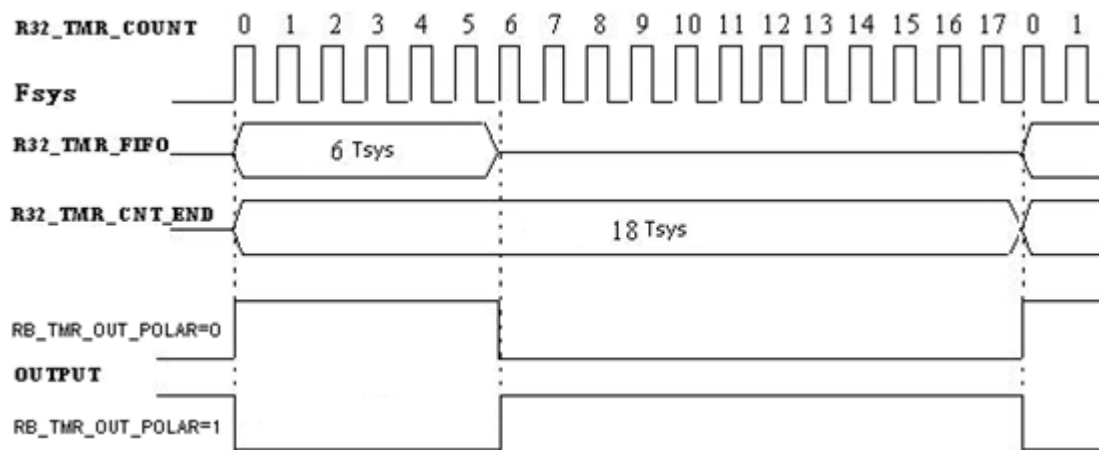 R32_TMR_COUNT 0 1 2 3 4 5 6 7 8 9 10 11 12 13 14 15 16 17 0 1
Fsys
R32_TMR_FIFO 6 Tsys
R32_TMR_CNT_END 18 Tsys
RB_TMR_OUT_POLAR=0
OUTPUT
RB_TMR_OUT_POLAR=1